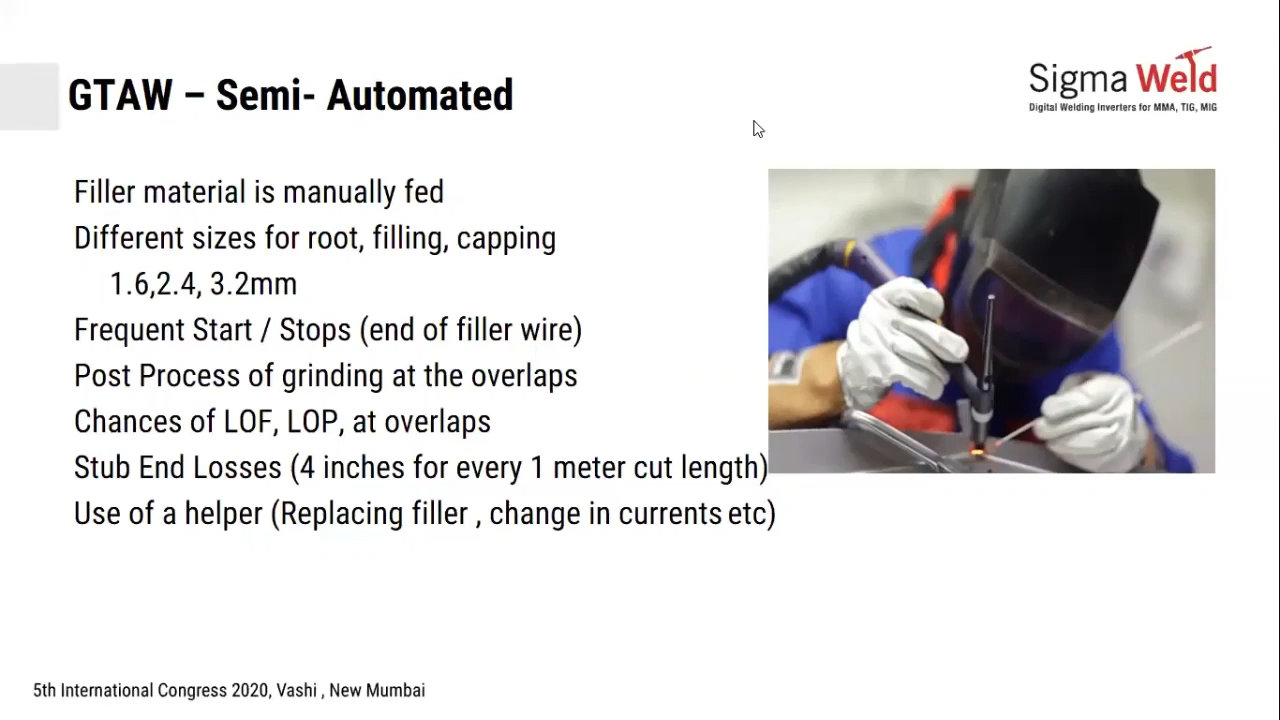 GTAW – Semi- Automated
Sigma Weld
Digital Welding Inverters for MMA, TIG, MIG
Filler material is manually fed
Different sizes for root, filling, capping
1.6,2.4, 3.2mm
Frequent Start / Stops (end of filler wire)
Post Process of grinding at the overlaps
Chances of LOF, LOP, at overlaps
Stub End Losses (4 inches for every 1 meter cut length)
Use of a helper (Replacing filler , change in currents etc)
5th International Congress 2020, Vashi , New Mumbai